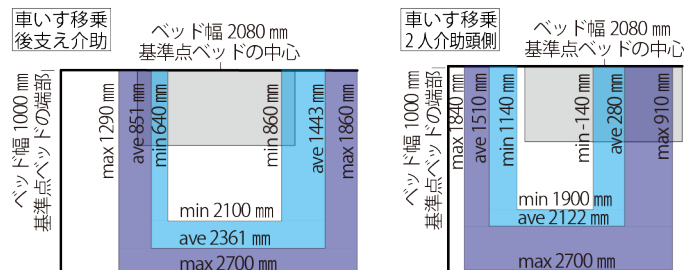 車いす移乗
後支え介助
ベッド幅 2080 ㎜
基準点ベッドの中心
ベッド幅 1000 ㎜
基準点ベッドの端部
max 1290 ㎜
ave 851 ㎜
min 640 ㎜
min 860 ㎜
ave 1443 ㎜
max 1860 ㎜
min 2100 ㎜
ave 2361 ㎜
max 2700 ㎜
車いす移乗
2人介助頭側
ベッド幅 2080 ㎜
基準点ベッドの中心
ベッド幅 1000 ㎜
基準点ベッドの端部
max 1840 ㎜
ave 1510 ㎜
min 1140 ㎜
min -140 ㎜
ave 280 ㎜
max 910 ㎜
min 1900 ㎜
ave 2122 ㎜
max 2700 ㎜